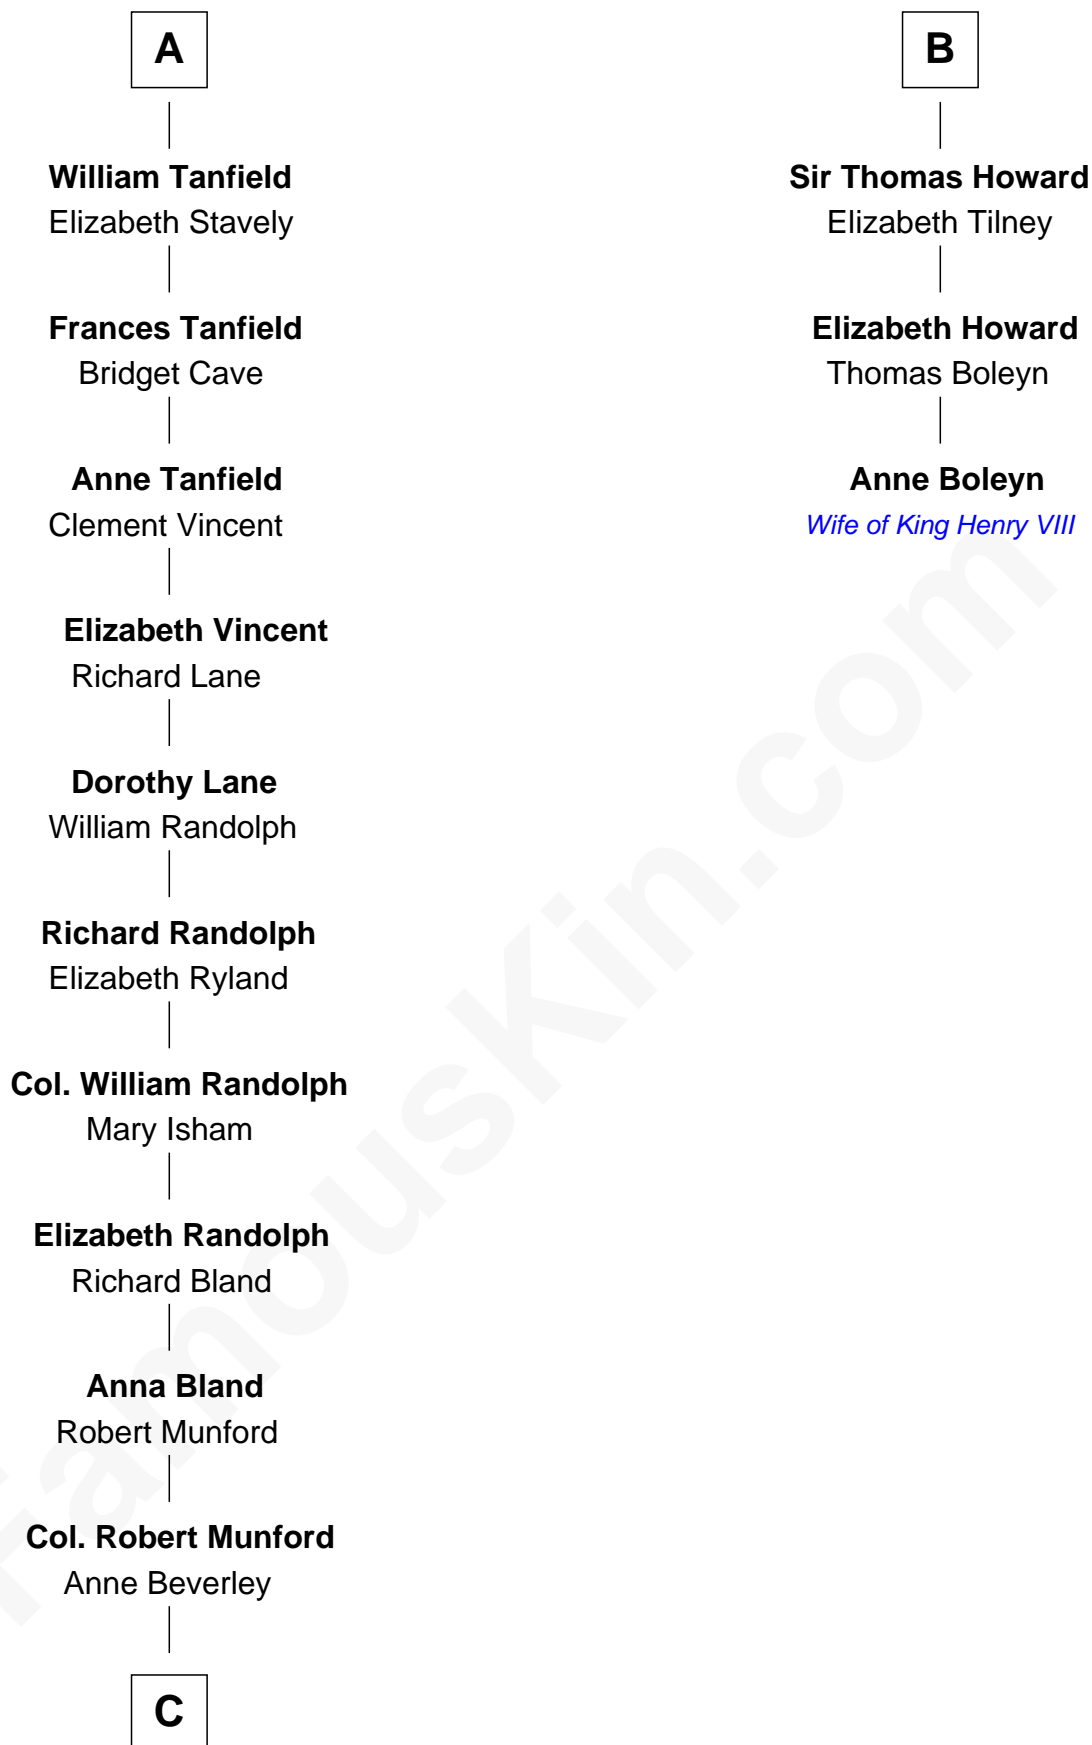 A
William Tanfield
Elizabeth Stavely
Frances Tanfield
Bridget Cave
Anne Tanfield
Clement Vincent
Elizabeth Vincent
Richard Lane
Dorothy Lane
William Randolph
Richard Randolph
Elizabeth Ryland
Col. William Randolph
Mary Isham
Elizabeth Randolph
Richard Bland
Anna Bland
Robert Munford
Col. Robert Munford
Anne Beverley
C
B
Sir Thomas Howard
Elizabeth Tilney
Elizabeth Howard
Thomas Boleyn
Anne Boleyn
Wife of King Henry VIII
FamousKin.com